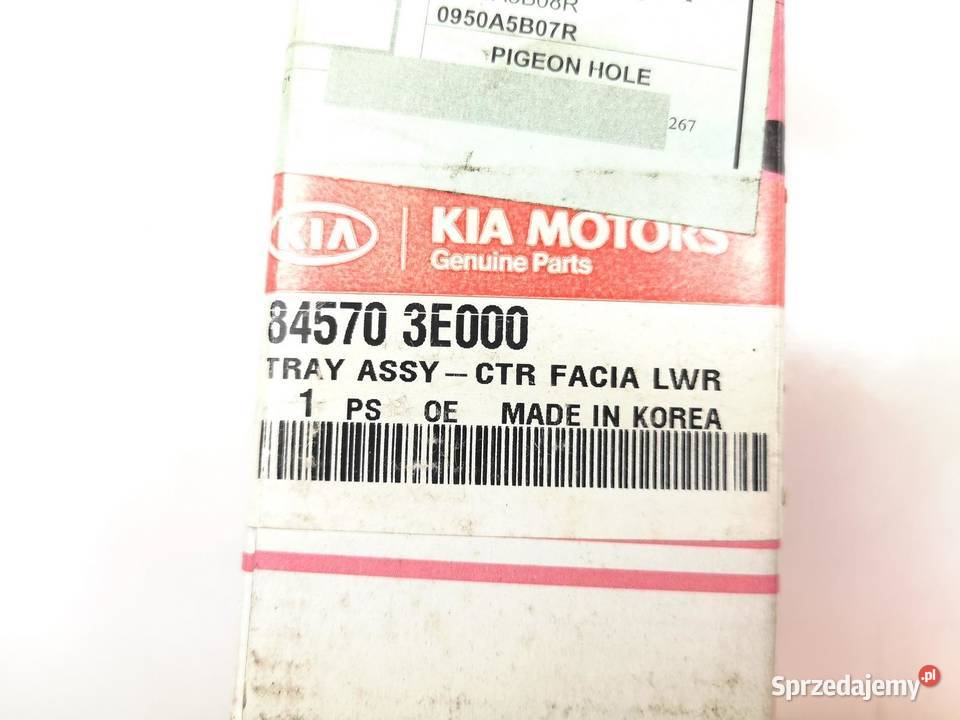 0950A5B07R
PIGEON HOLE
267
KIA
KIA MOTORS
Genuine Parts
84570 3E000
TRAY ASSY-CTR FACIA LWR
1 PS OE MADE IN KOREA
Sprzedajemy.pl